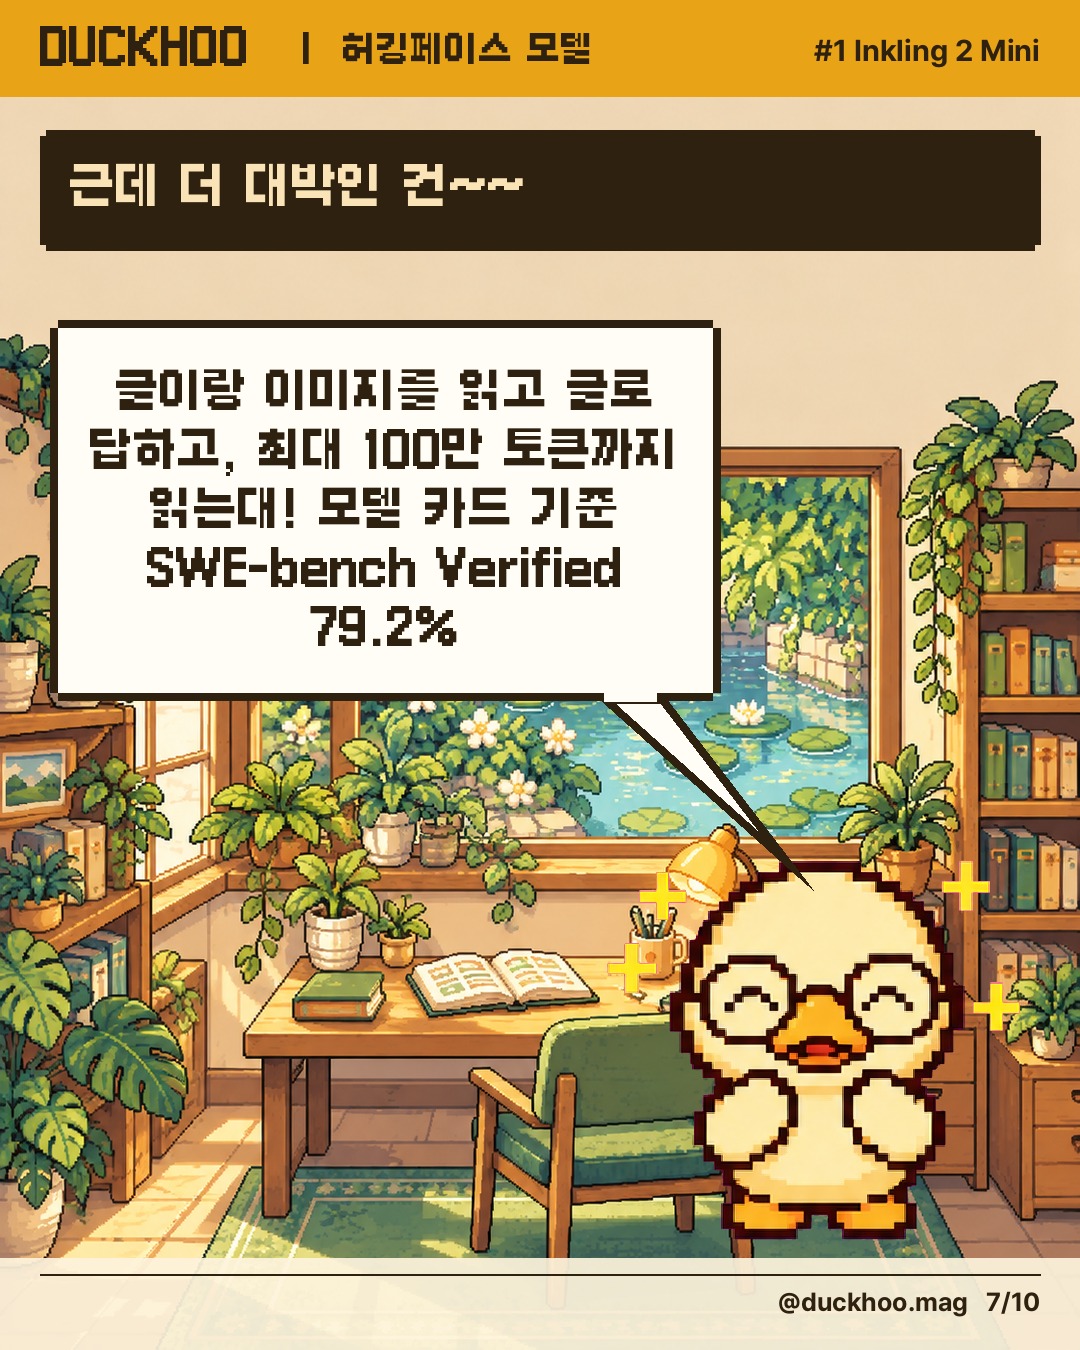 DUCKHOO | 허깅페이스 모델
#1 Inkling 2 Mini
근데 더 대박인 건~~
글이랑 이미지를 읽고 글로
답하고, 최대 100만 토큰까지
읽는대! 모델 카드 기준
SWE-bench Verified
79.2%
@duckhoo.mag 7/10